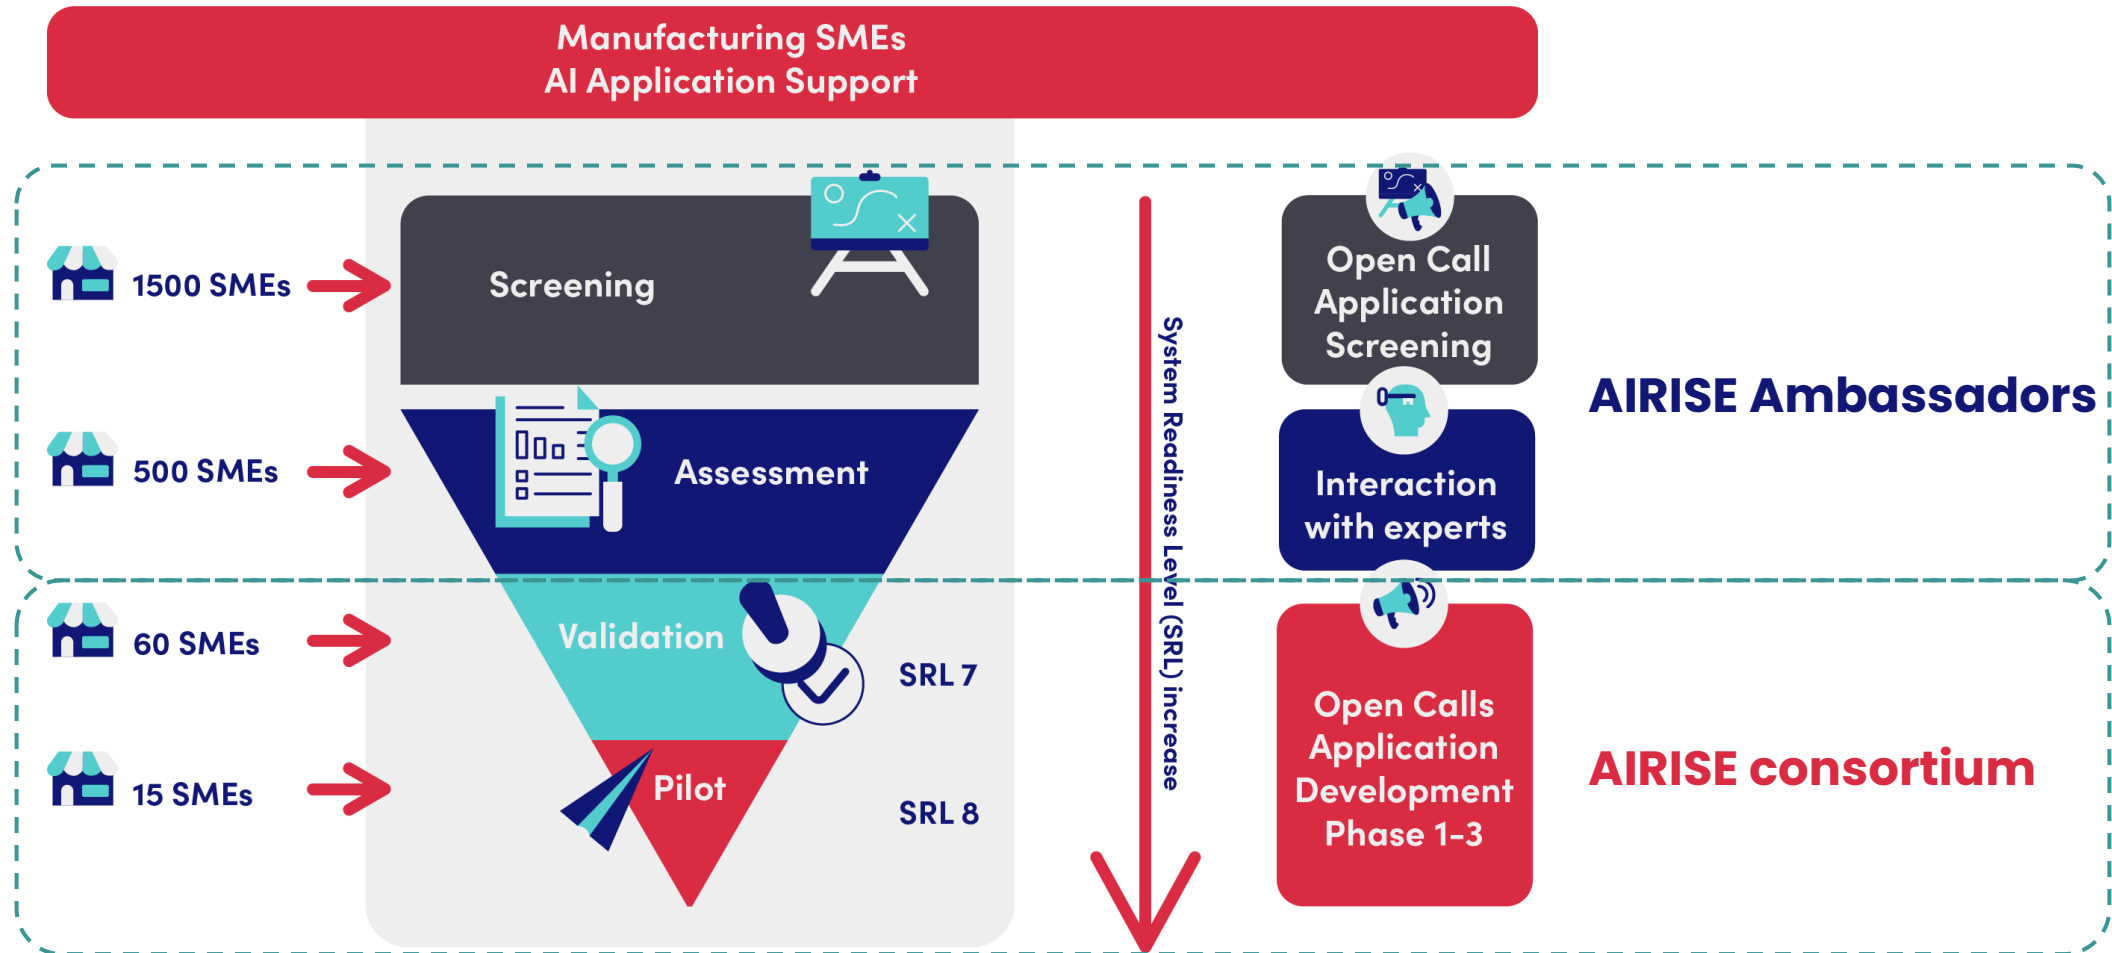 Manufacturing SMEs
AI Application Support
1500 SMEs
Screening
500 SMEs
Assessment
60 SMEs
Validation
SRL 7
15 SMEs
Pilot
SRL 8
System Readiness Level (SRL) increase
Open Call
Application
Screening
Interaction
with experts
Open Calls
Application
Development
Phase 1-3
AIRISE Ambassadors
AIRISE consortium